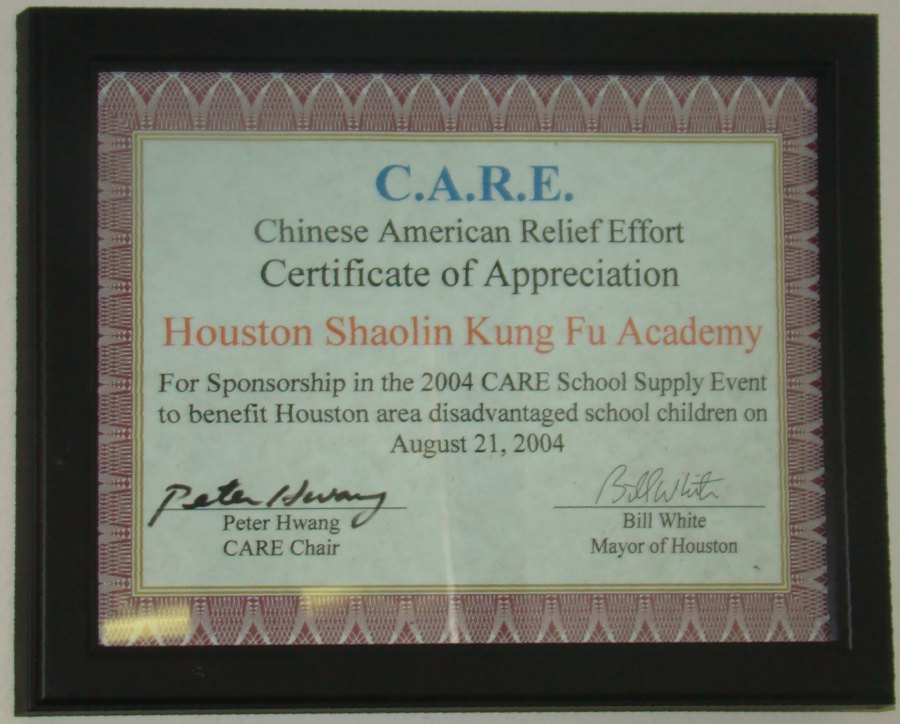 C.A.R.E.
Chinese American Relief Effort
Certificate of Appreciation
Houston Shaolin Kung Fu Academy
For Sponsorship in the 2004 CARE School Supply Event
to benefit Houston area disadvantaged school children on
August 21, 2004
Peter Hwang
Bill White
Peter Hwang
Bill White
CARE Chair
Mayor of Houston